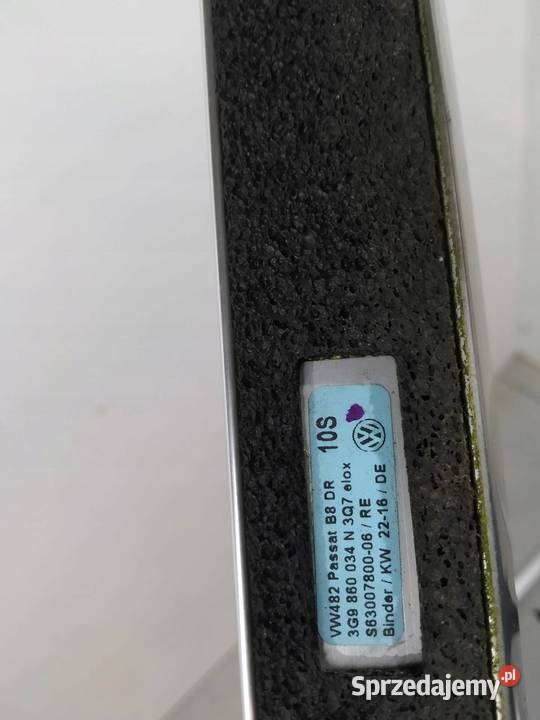 10S
VW482 Passat B8 DR
3G9 860 034 N 3Q7 elox
S63007800-06 / RE
Binder / KW 22-16 / DE
Sprzedajemy.pl